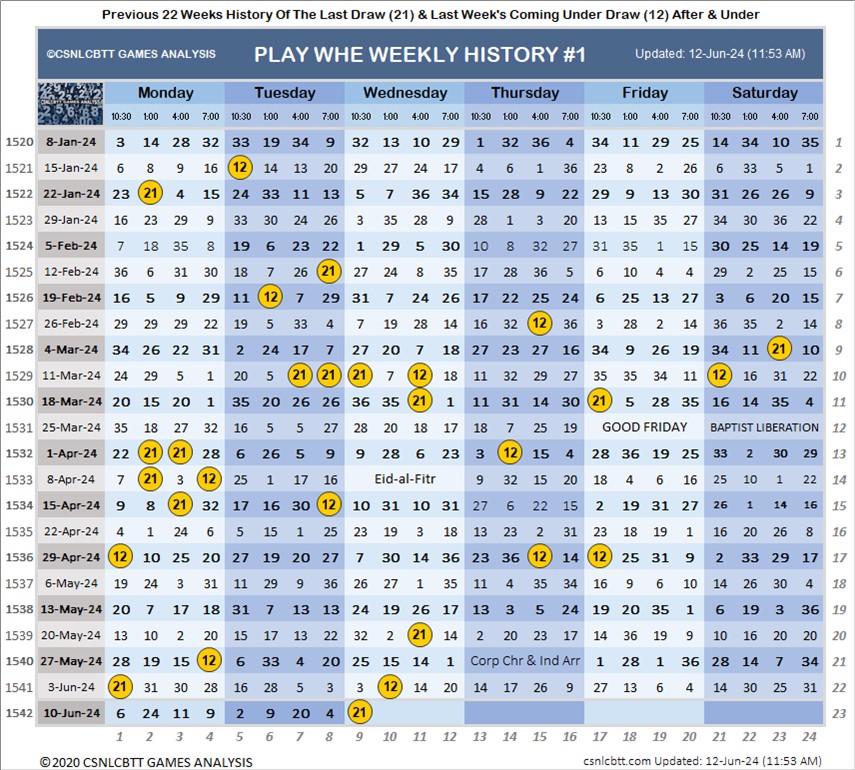 Previous 22 Weeks History Of The Last Draw (21) & Last Week's Coming Under Draw (12) After & Under
©CSNLCBTT GAMES ANALYSIS PLAY WHE WEEKLY HISTORY #1 Updated: 12-Jun-24 (11:53 AM)
Monday Tuesday Wednesday Thursday Friday Saturday
10:30 1:00 4:00 7:00 10:30 1:00 4:00 7:00 10:30 1:00 4:00 7:00 10:30 1:00 4:00 7:00 10:30 1:00 4:00 7:00 10:30 1:00 4:00 7:00
1520 8-Jan-24 3 14 28 32 33 19 34 9 32 13 10 29 1 32 36 4 34 11 29 25 14 34 10 35 1
1521 15-Jan-24 6 8 9 16 12 14 13 20 29 27 24 17 4 6 1 36 23 8 2 26 6 33 5 1 2
1522 22-Jan-24 23 21 4 15 24 33 11 13 5 7 36 34 15 28 9 22 29 9 13 30 31 26 26 9 3
1523 29-Jan-24 16 23 29 9 33 30 24 26 3 35 28 9 28 1 3 20 13 15 35 27 34 30 36 22 4
1524 5-Feb-24 7 18 35 8 19 6 23 22 1 29 5 30 10 8 32 27 31 35 1 15 30 25 14 19 5
1525 12-Feb-24 36 6 31 30 18 7 26 21 27 24 8 35 17 28 36 5 6 10 4 4 29 2 25 15 6
1526 19-Feb-24 16 5 9 29 11 12 7 29 31 7 24 26 17 22 25 24 6 25 13 27 3 6 20 15 7
1527 26-Feb-24 29 29 22 22 19 12 33 4 7 19 28 14 16 32 12 36 3 28 2 14 36 35 2 14 8
1528 4-Mar-24 34 26 22 31 2 24 17 7 27 20 7 18 27 23 27 16 34 9 26 19 34 11 21 10 9
1529 11-Mar-24 24 29 5 1 20 5 21 21 21 7 12 18 11 32 29 27 35 35 34 11 12 16 31 22 10
1530 18-Mar-24 20 15 20 1 35 20 26 26 36 35 21 1 11 31 14 30 21 5 28 35 16 14 35 4 11
1531 25-Mar-24 35 18 27 32 16 5 5 27 28 20 18 17 18 7 25 19 GOOD FRIDAY BAPTIST LIBERATION 12
1532 1-Apr-24 22 21 21 28 6 26 5 9 9 28 6 23 3 12 15 4 28 36 19 25 33 2 30 29 13
1533 8-Apr-24 7 21 3 12 25 1 17 16 Eid-al-Fitr 9 32 15 20 18 4 6 16 25 10 1 22 14
1534 15-Apr-24 9 8 21 32 17 16 30 12 10 31 10 31 27 6 22 15 2 19 31 27 26 1 14 16 15
1535 22-Apr-24 4 1 24 6 5 15 1 25 23 19 3 18 13 23 2 31 23 18 19 1 16 20 26 8 16
1536 29-Apr-24 12 10 25 20 27 19 20 27 7 30 14 36 23 36 12 14 12 25 31 9 2 33 29 17 17
1537 6-May-24 19 24 3 31 11 29 9 36 26 27 1 35 11 4 35 34 16 21 22 17 14 26 30 4 18
1538 13-May-24 20 7 17 18 31 7 13 13 24 19 26 17 13 3 5 24 19 20 35 1 6 19 3 36 19
1539 20-May-24 13 10 2 20 15 17 13 22 32 2 21 14 2 20 23 17 14 36 19 9 10 16 20 20 20
1540 27-May-24 28 19 15 12 6 33 4 20 25 15 14 1 Corp Chr & Ind Arr 1 28 1 36 28 14 7 34 21
1541 3-Jun-24 21 31 30 28 16 28 5 3 3 12 14 20 14 17 26 9 27 13 6 4 14 30 25 31 22
1542 10-Jun-24 6 24 11 9 2 9 20 4 21 23
1 2 3 4 5 6 7 8 9 10 11 12 13 14 15 16 17 18 19 20 21 22 23 24
©2020 CSNLCBTT GAMES ANALYSIS csnlcbtt.com Updated: 12-Jun-24 (11:53 AM)